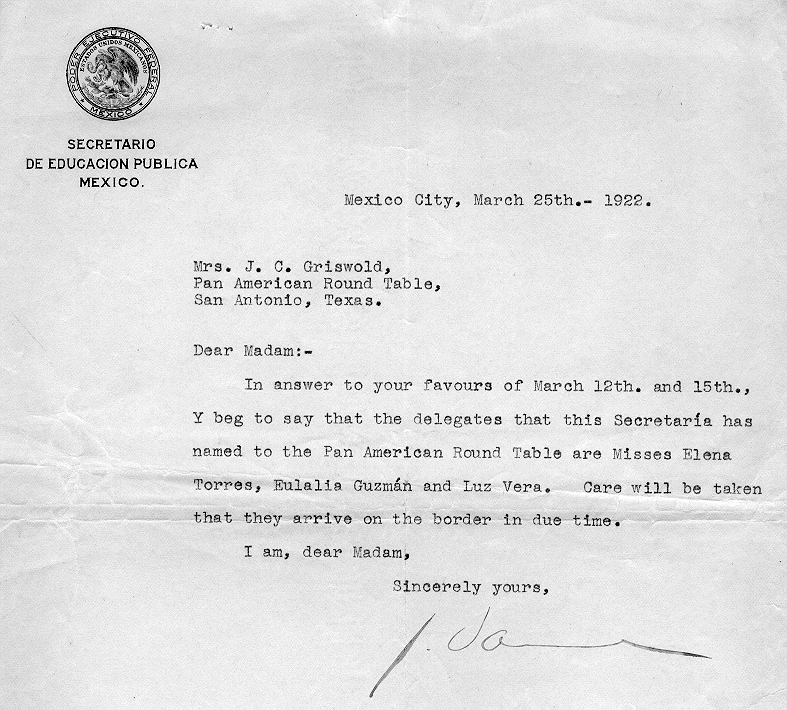 PODER EJECUTIVO FEDERAL
ESTADOS UNIDOS MEXICANOS
MEXICO
SECRETARIO
DE EDUCACION PUBLICA
MEXICO.
Mexico City, March 25th.- 1922.
Mrs. J. C. Griswold,
Pan American Round Table,
San Antonio, Texas.
Dear Madam:-
In answer to your favours of March 12th. and 15th.,
Y beg to say that the delegates that this Secretaría has
named to the Pan American Round Table are Misses Elena
Torres, Eulalia Guzmán and Luz Vera. Care will be taken
that they arrive on the border in due time.
I am, dear Madam,
Sincerely yours,